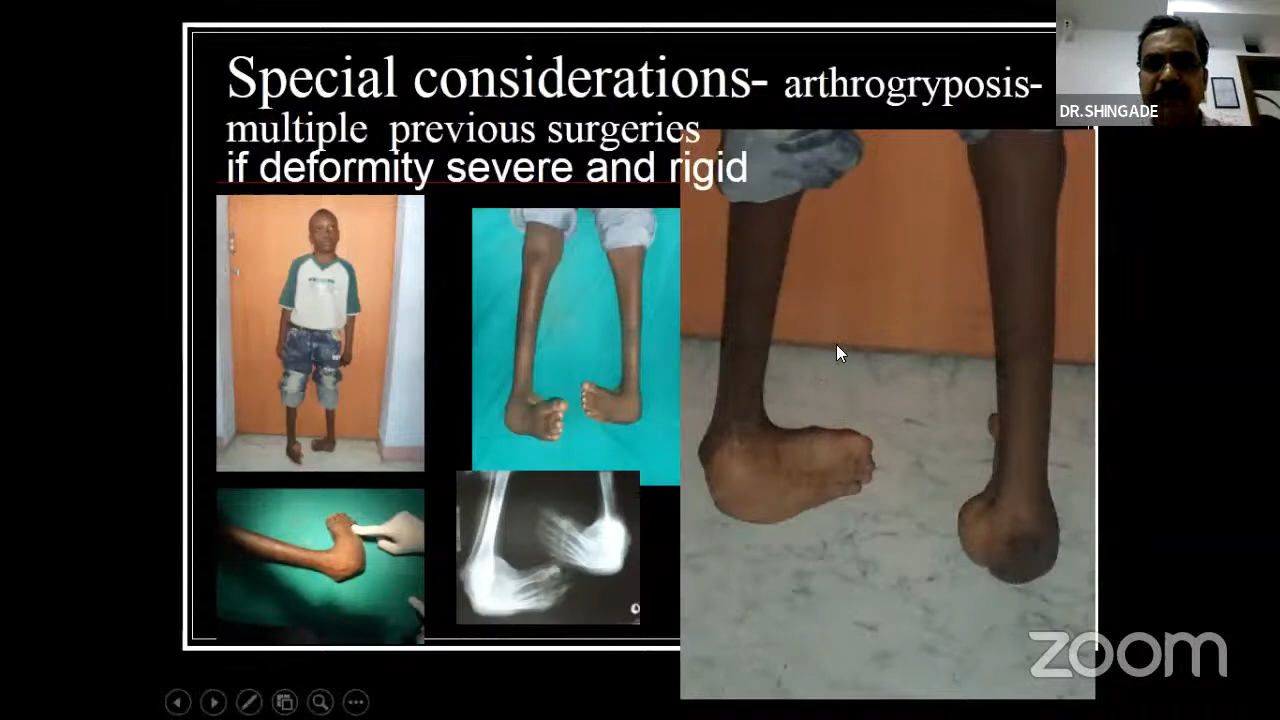 Special considerations- arthrogryposis-
multiple previous surgeries
if deformity severe and rigid
DR.SHINGADE
zoom